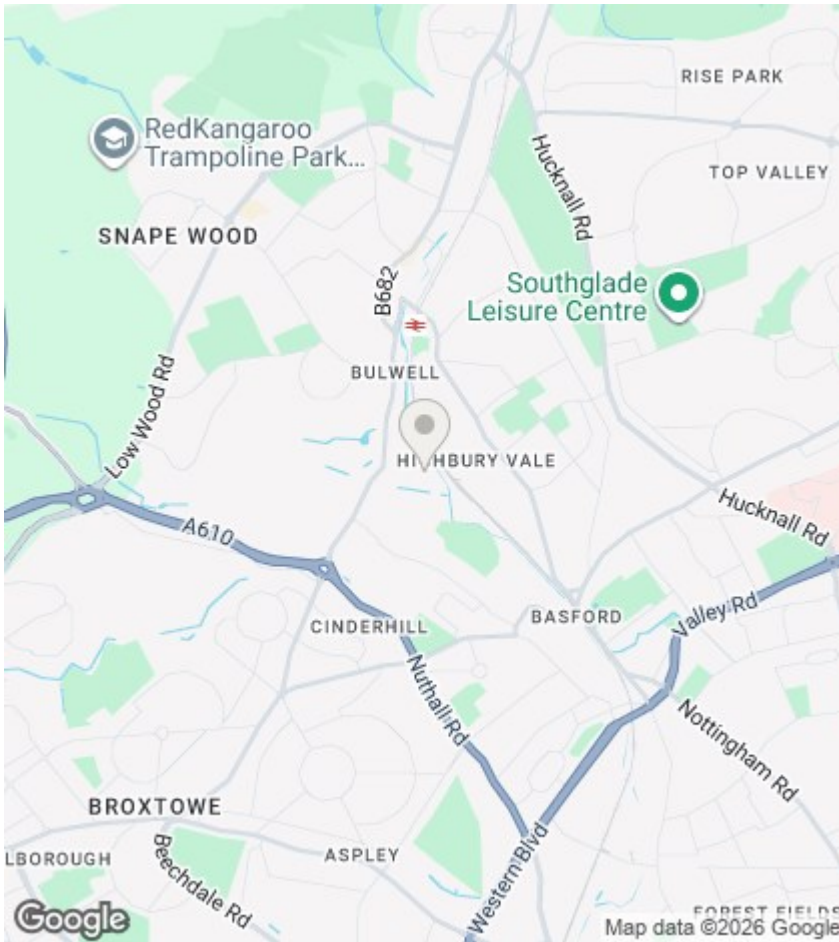 RISE PARK
RedKangaroo
Trampoline Park...
Hucknall Rd
TOP VALLEY
SNAPE WOOD
B682
Southglade
Leisure Centre
BULWELL
Low Wood Rd
HIGHBURY VALE
Hucknall Rd
A610
CINDERHILL
BASFORD
Valley Rd
Nuthall Rd
Nottingham Rd
BROXTOWE
LBOROUGH
ASPLEY
Beechdale Rd
Western Blvd
FOREST FIELDS
Google
Map data ©2026 Google